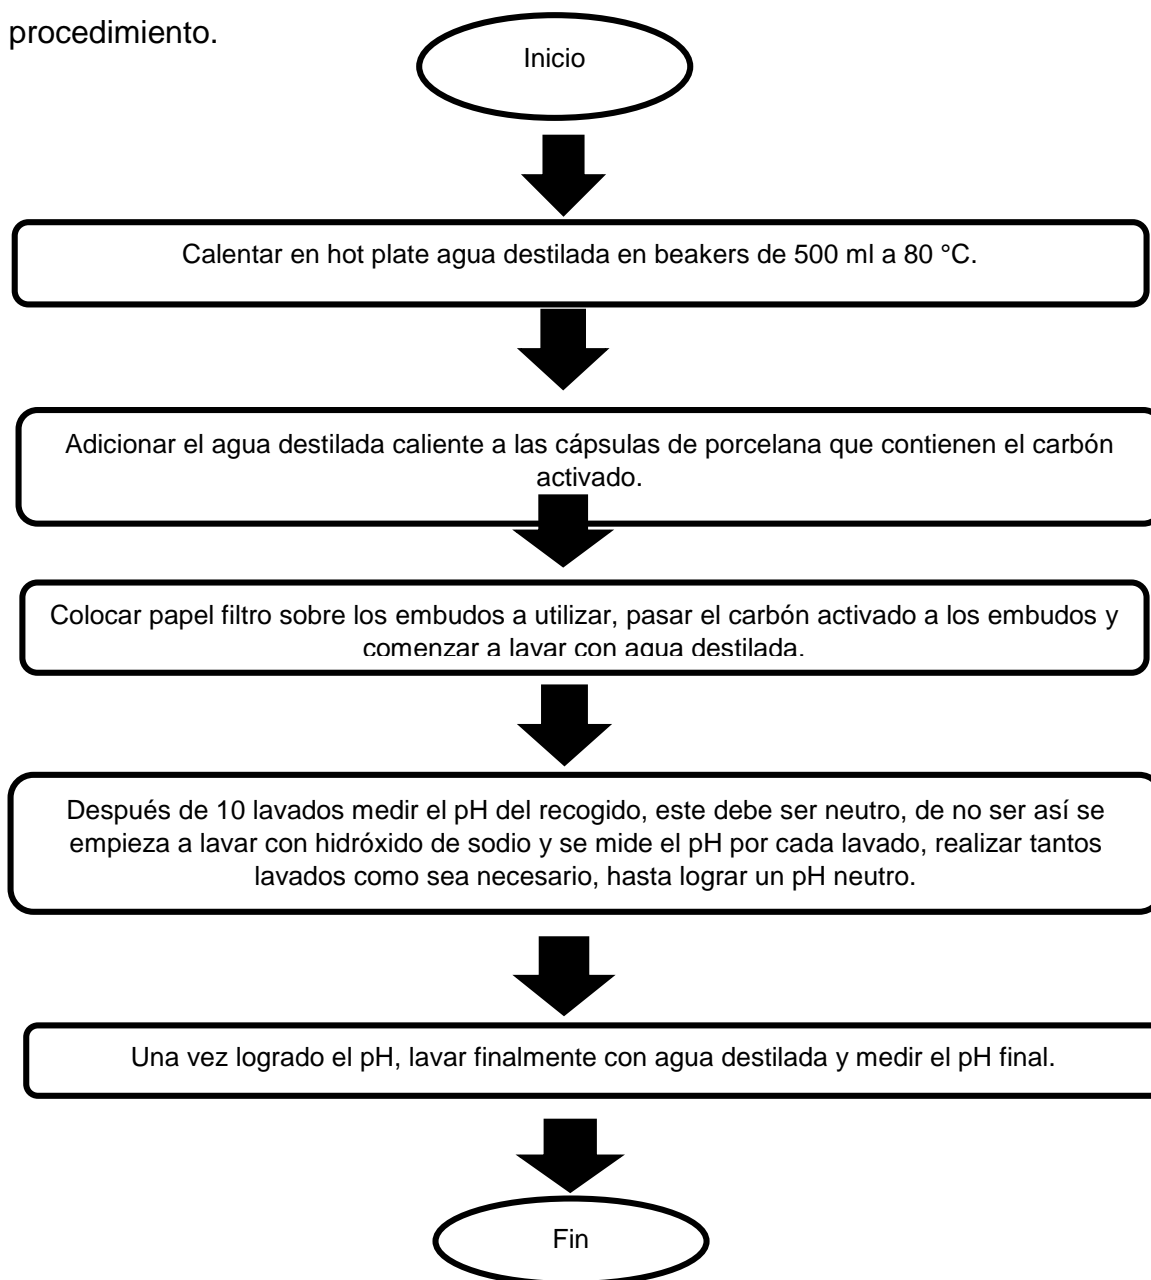 procedimiento.
Inicio
Calentar en hot plate agua destilada en beakers de 500 ml a 80 °C.
Adicionar el agua destilada caliente a las cápsulas de porcelana que contienen el carbón
activado.
Colocar papel filtro sobre los embudos a utilizar, pasar el carbón activado a los embudos y
comenzar a lavar con agua destilada.
Después de 10 lavados medir el pH del recogido, este debe ser neutro, de no ser así se
empieza a lavar con hidróxido de sodio y se mide el pH por cada lavado, realizar tantos
lavados como sea necesario, hasta lograr un pH neutro.
Una vez logrado el pH, lavar finalmente con agua destilada y medir el pH final.
Fin